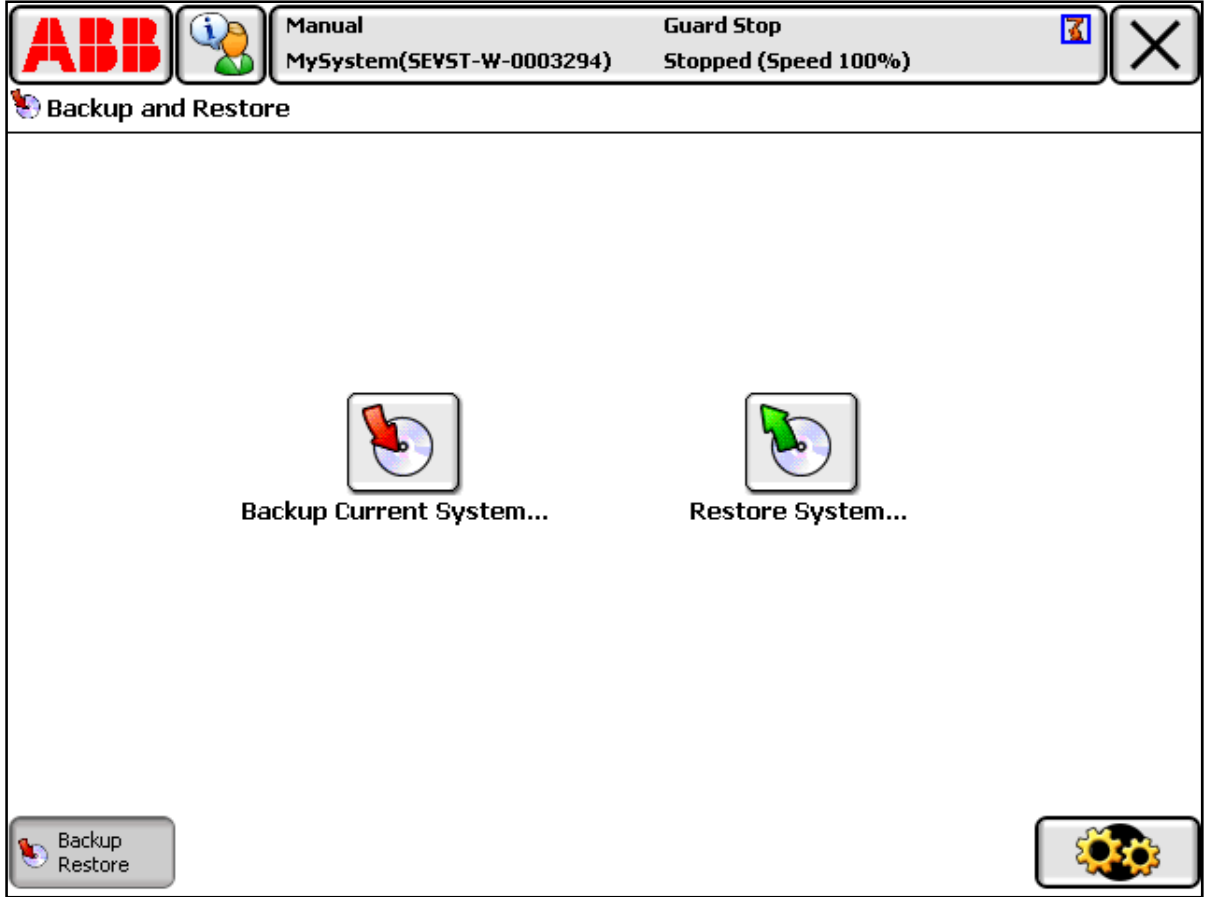 ABB
Manual
Guard Stop
MySystem(SEVST-W-0003294)
Stopped (Speed 100%)
Backup and Restore
Backup Current System...
Restore System...
Backup
Restore